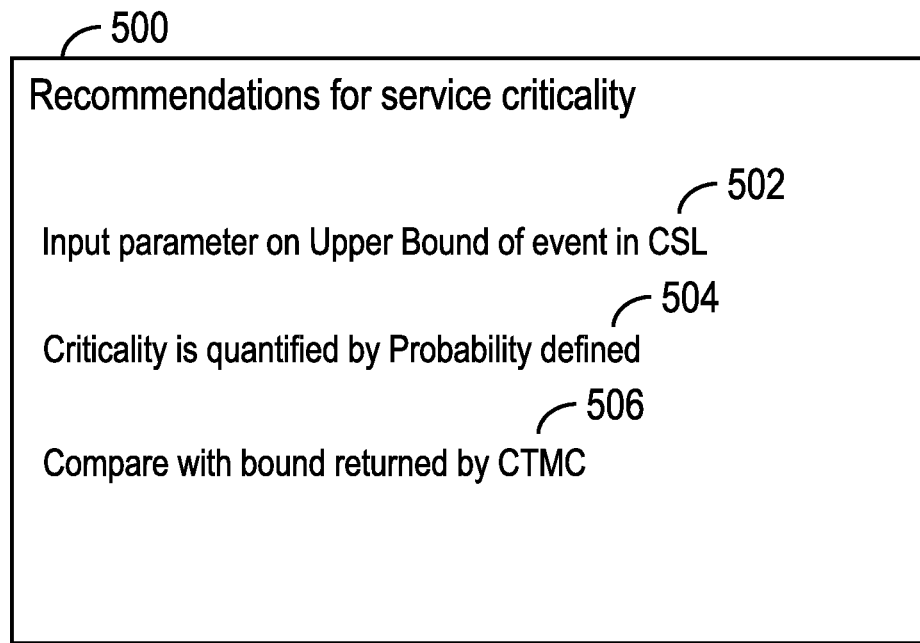 500
Recommendations for service criticality
502
Input parameter on Upper Bound of event in CSL
504
Criticality is quantified by Probability defined
506
Compare with bound returned by CTMC